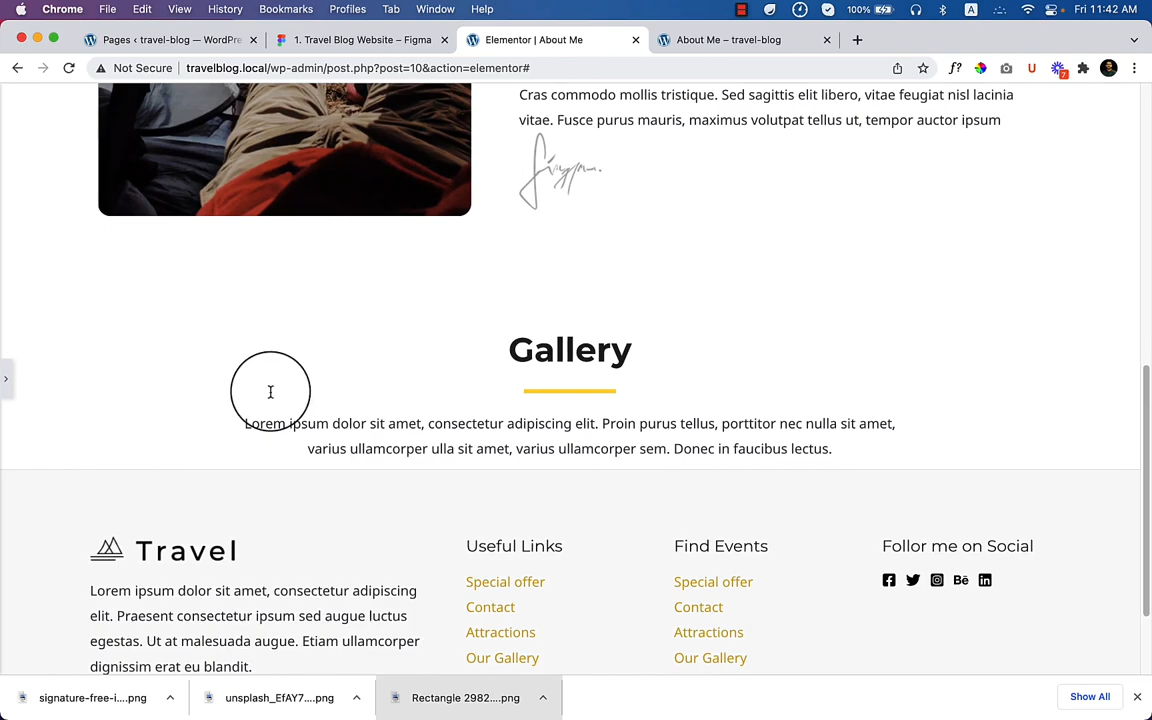 Chrome File Edit View History Bookmarks Profiles Tab Window Help 100% A Fri 11:42 AM
Pages ‹ travel-blog — WordPre
1. Travel Blog Website – Figma
Elementor | About Me
About Me – travel-blog
Not Secure travelblog.local/wp-admin/post.php?post=10&action=elementor#
f? U 7
Cras commodo mollis tristique. Sed sagittis elit libero, vitae feugiat nisl lacinia
vitae. Fusce purus mauris, maximus volutpat tellus ut, tempor auctor ipsum
Gallery
Lorem ipsum dolor sit amet, consectetur adipiscing elit. Proin purus tellus, porttitor nec nulla sit amet,
varius ullamcorper ulla sit amet, varius ullamcorper sem. Donec in faucibus lectus.
Travel
Lorem ipsum dolor sit amet, consectetur adipiscing
elit. Praesent consectetur ipsum sed augue luctus
egestas. Ut at malesuada augue. Etiam ullamcorper
dignissim erat eu blandit.
Useful Links
Special offer
Contact
Attractions
Our Gallery
Find Events
Special offer
Contact
Attractions
Our Gallery
Follor me on Social
Bē
signature-free-i....png
unsplash_EfAY7....png
Rectangle 2982....png
Show All